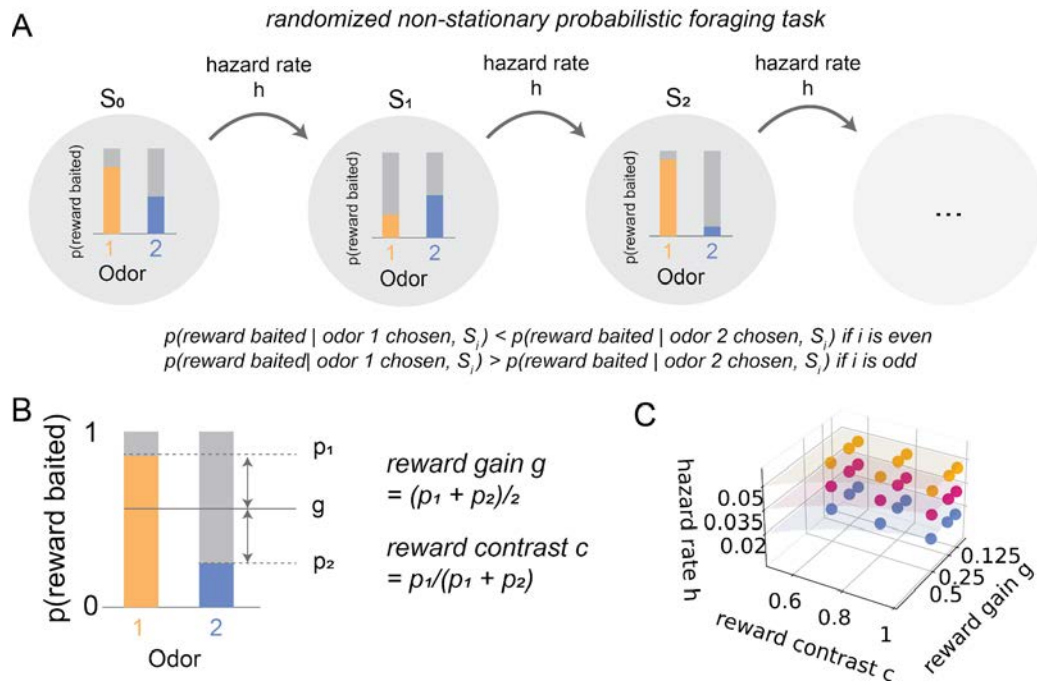 A
randomized non-stationary probabilistic foraging task
hazard rate
h
hazard rate
h
hazard rate
h
S₀
S₁
S₂
p(reward baited)
1 2
Odor
p(reward baited)
1 2
Odor
p(reward baited)
1 2
Odor
...
p(reward baited | odor 1 chosen, Sᵢ) < p(reward baited | odor 2 chosen, Sᵢ) if i is even
p(reward baited| odor 1 chosen, Sᵢ) > p(reward baited | odor 2 chosen, Sᵢ) if i is odd
B
p(reward baited)
1
0
1 2
Odor
p₁
g
p₂
reward gain g
= (p₁ + p₂)/2
reward contrast c
= p₁/(p₁ + p₂)
C
hazard rate h
0.05
0.035
0.02
0.6
0.8
1
reward contrast c
0.125
0.25
0.5
reward gain g